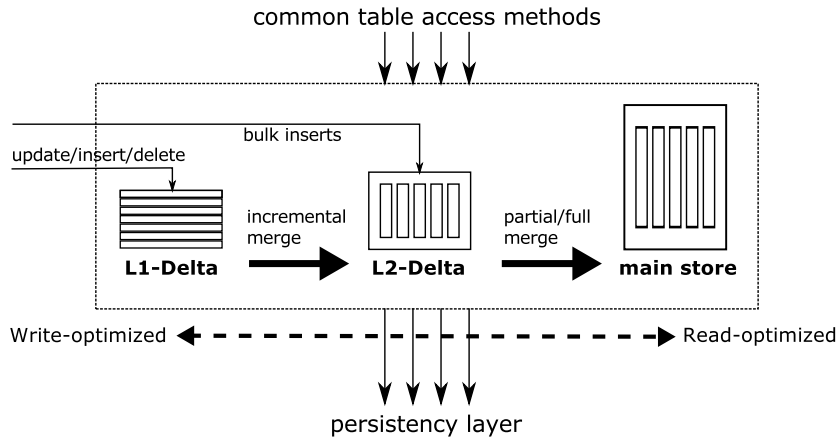 common table access methods
bulk inserts
update/insert/delete
incremental
merge
partial/full
merge
L1-Delta
L2-Delta
main store
Write-optimized
Read-optimized
persistency layer